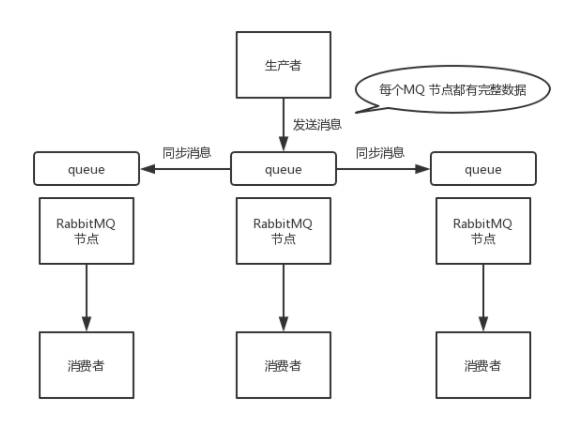 生产者
每个MQ 节点都有完整数据
发送消息
同步消息
同步消息
queue
queue
queue
RabbitMQ
节点
RabbitMQ
节点
RabbitMQ
节点
消费者
消费者
消费者